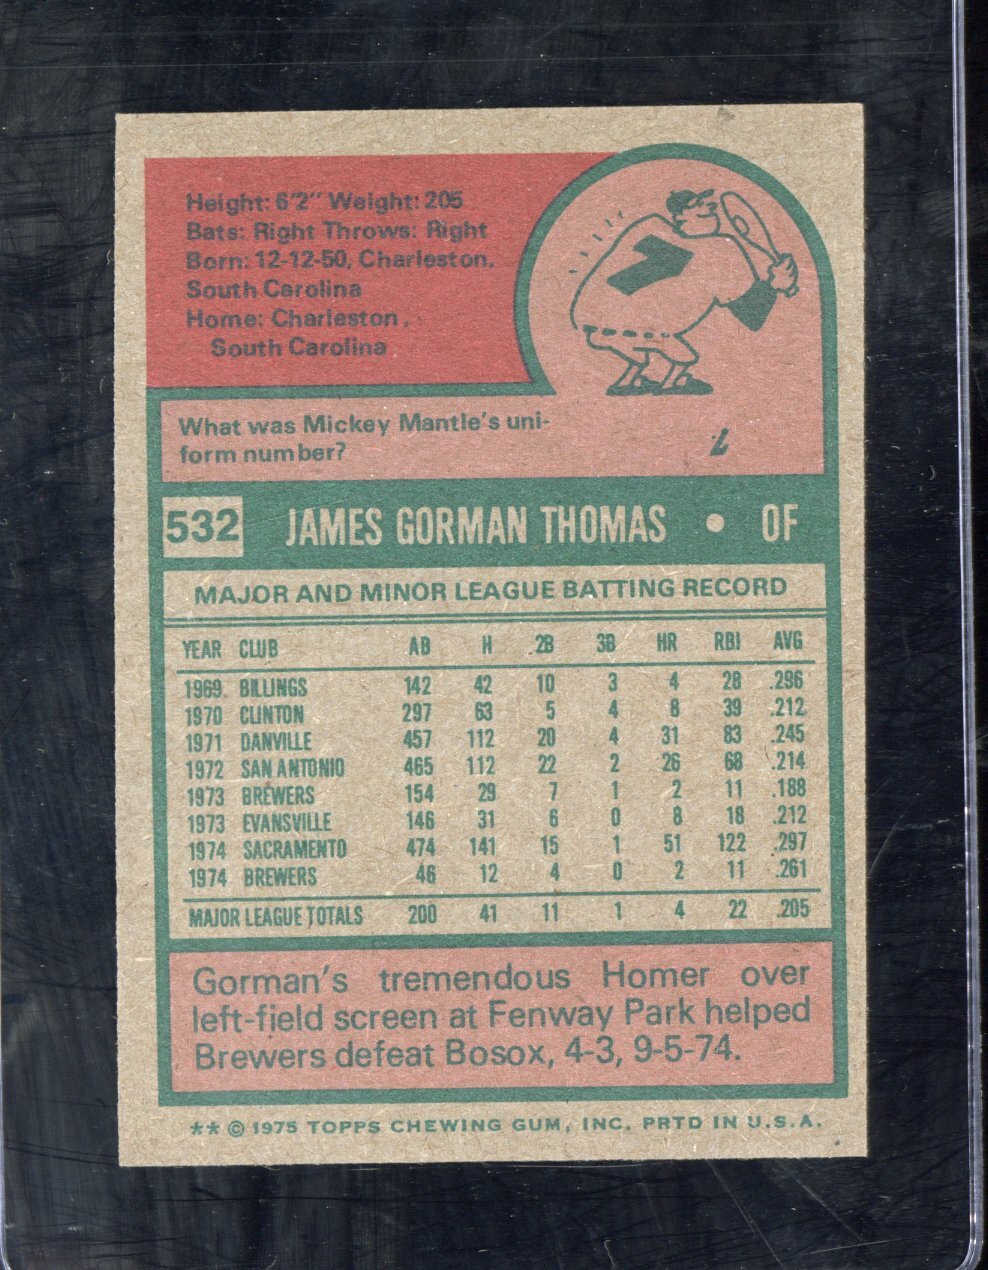 Height: 6'2" Weight: 205
Bats: Right Throws: Right
Born: 12-12-50, Charleston,
South Carolina
Home: Charleston,
South Carolina
7
What was Mickey Mantle's uni-
form number?
7
532 JAMES GORMAN THOMAS • OF
MAJOR AND MINOR LEAGUE BATTING RECORD
YEAR CLUB AB H 2B 3B HR RBI AVG
1969 BILLINGS 142 42 10 3 4 28 .296
1970 CLINTON 297 63 5 4 8 39 .212
1971 DANVILLE 457 112 20 4 31 83 .245
1972 SAN ANTONIO 465 112 22 2 26 68 .214
1973 BREWERS 154 29 7 1 2 11 .188
1973 EVANSVILLE 146 31 6 0 8 18 .212
1974 SACRAMENTO 474 141 15 1 51 122 .297
1974 BREWERS 46 12 4 0 2 11 .261
MAJOR LEAGUE TOTALS 200 41 11 1 4 22 .205
Gorman's tremendous Homer over
left-field screen at Fenway Park helped
Brewers defeat Bosox, 4-3, 9-5-74.
** © 1975 TOPPS CHEWING GUM, INC. PRTD IN U.S.A.